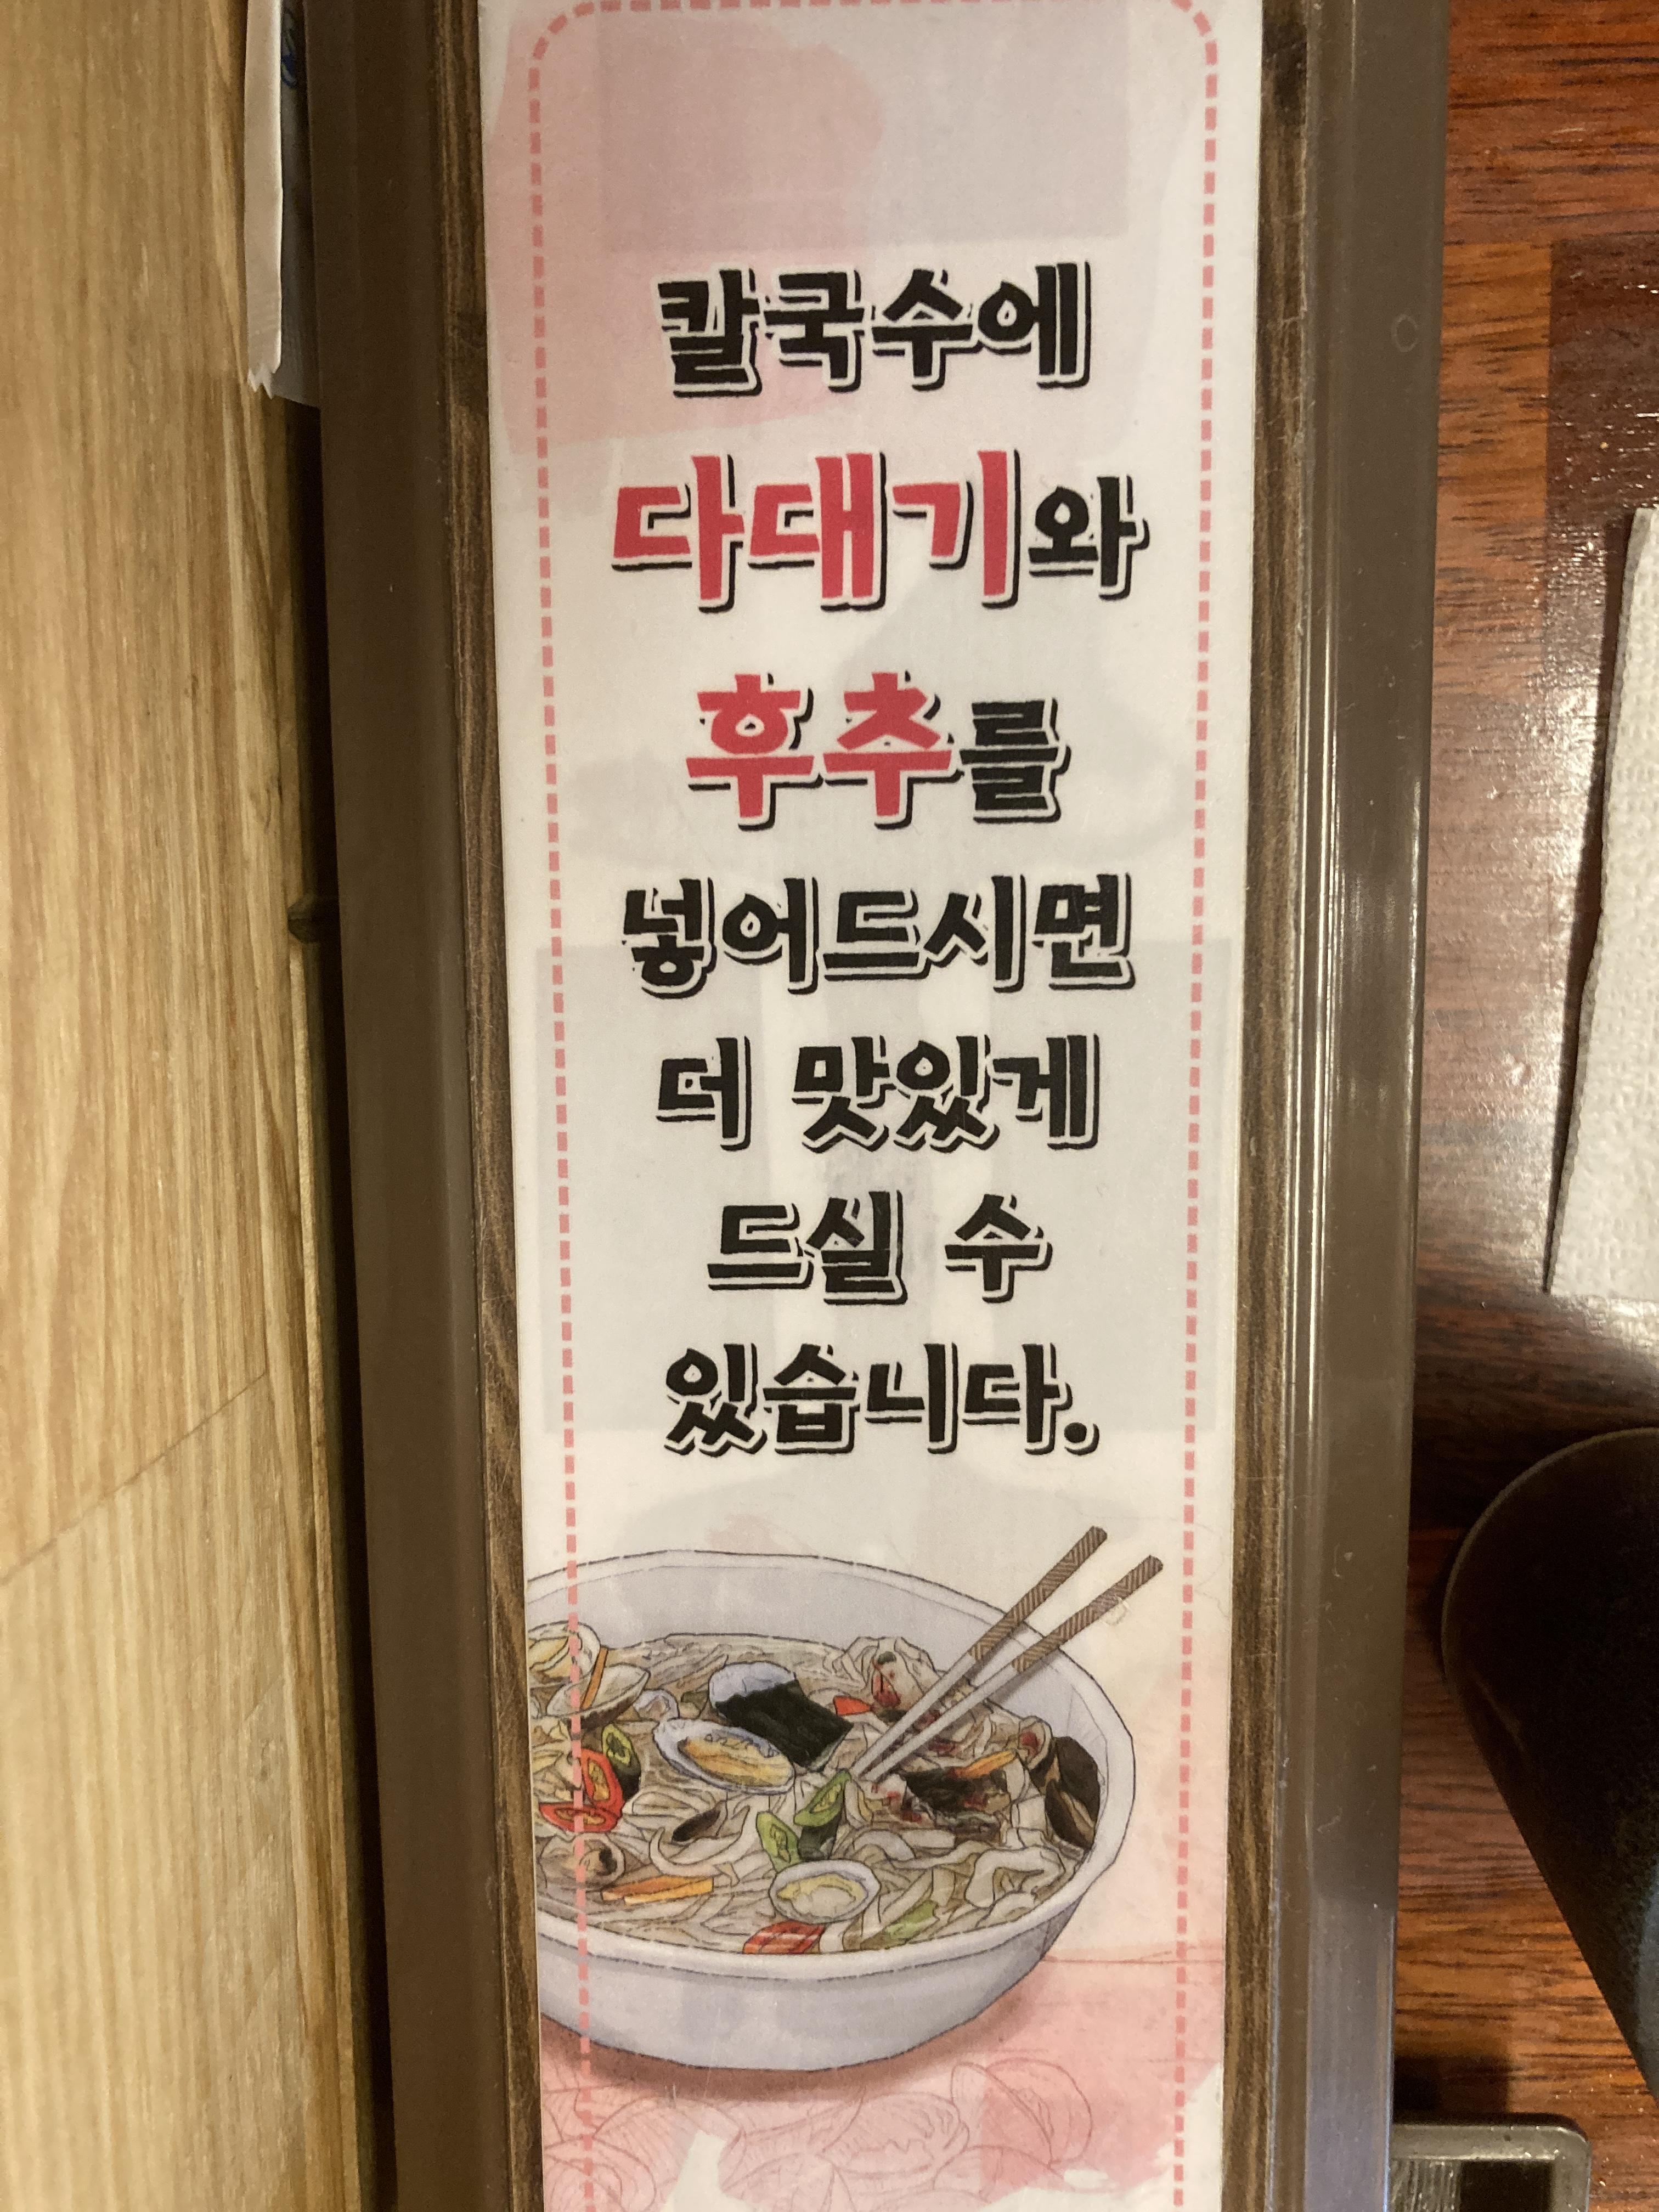 칼국수에
다대기와
후추를
넣어드시면
더 맛있게
드실 수
있습니다.